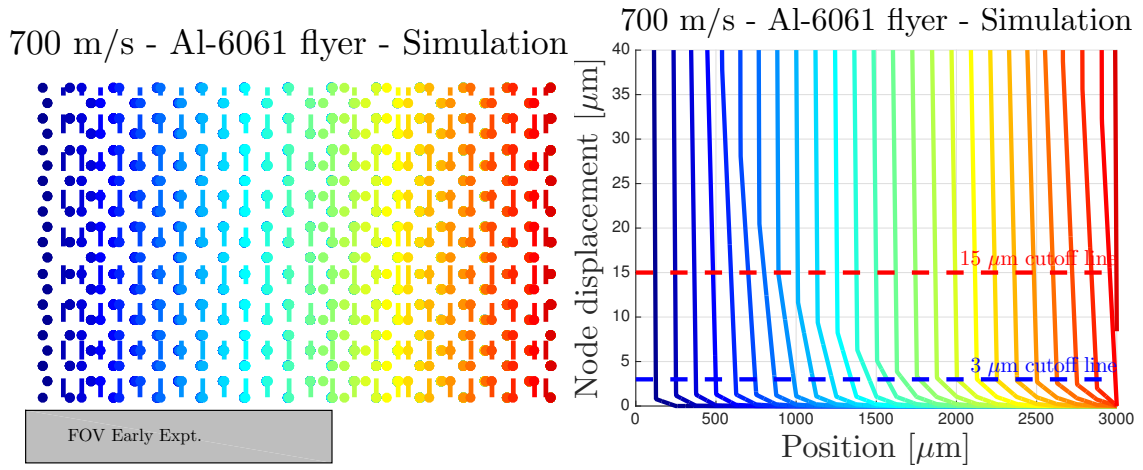 700 m/s - Al-6061 flyer - Simulation
FOV Early Expt.
700 m/s - Al-6061 flyer - Simulation
Node displacement [μm]
40
35
30
25
20
15
10
5
0
15 μm cutoff line
3 μm cutoff line
0
500
1000
1500
2000
2500
3000
Position [μm]